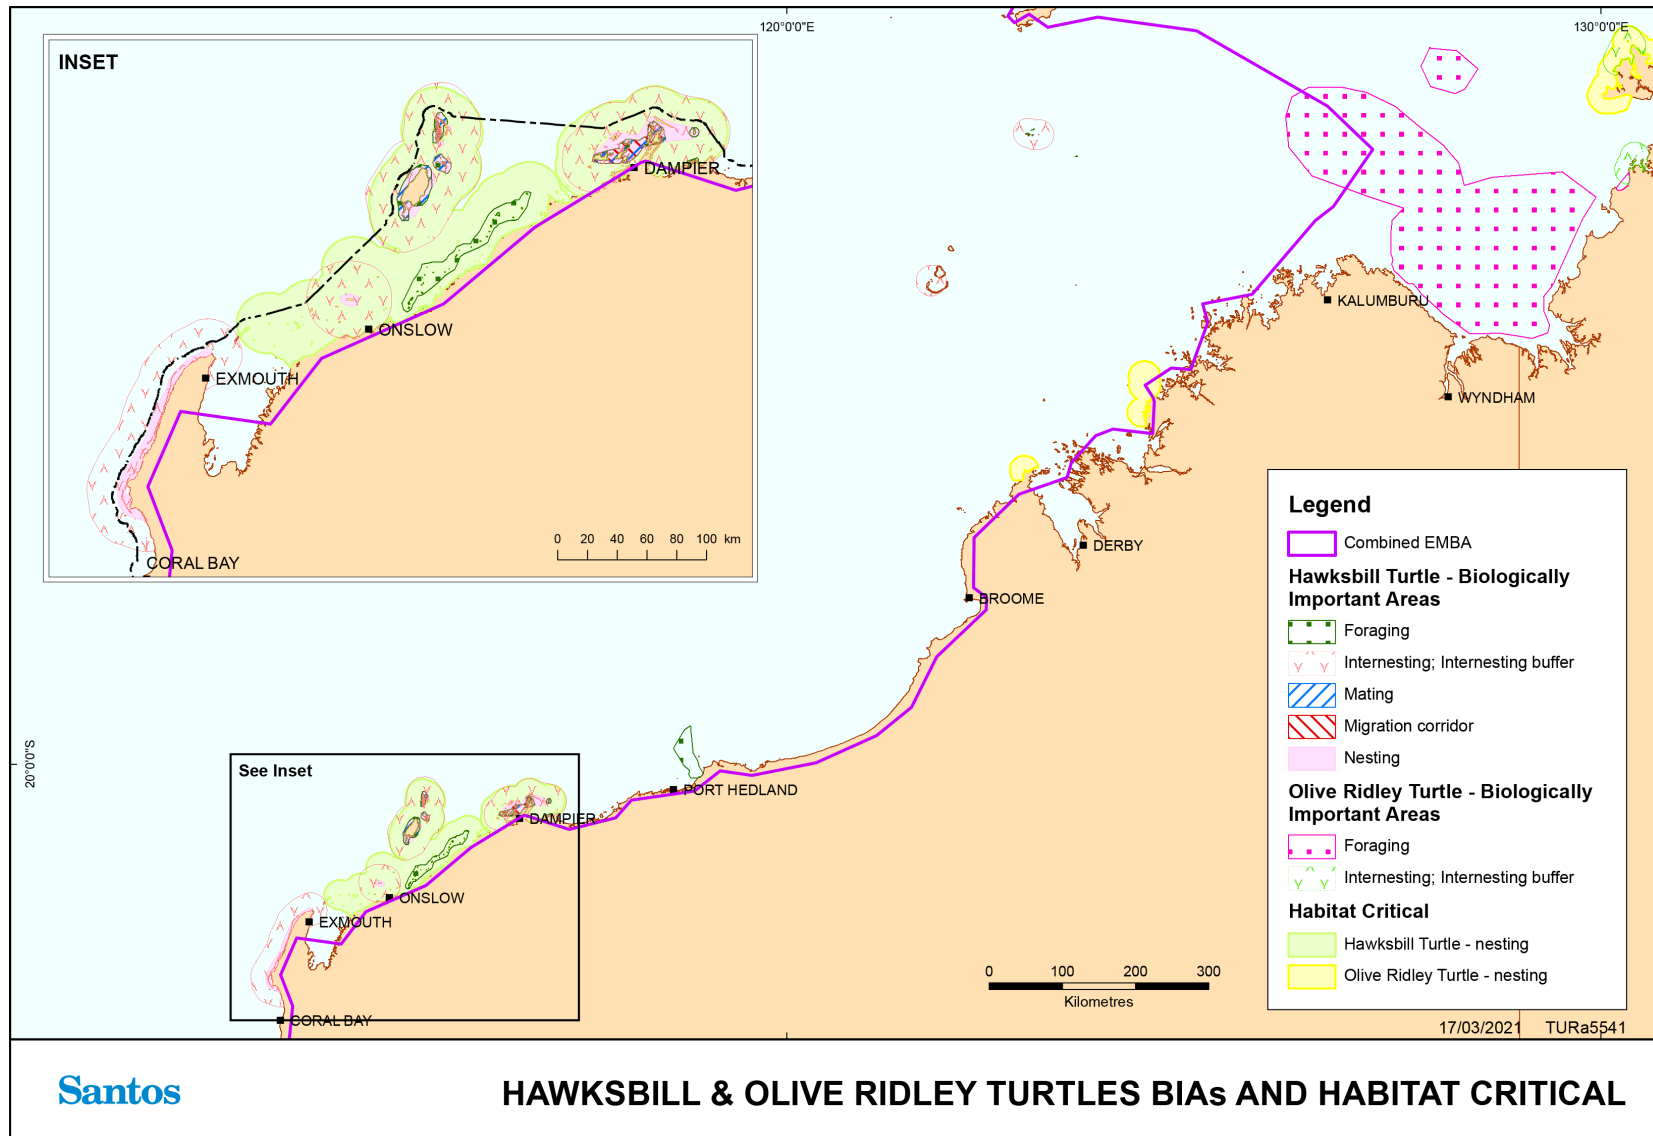 120°0'0"E
130°0'0"E
INSET
DAMPIER
ONSLOW
EXMOUTH
CORAL BAY
0 20 40 60 80 100 km
KALUMBURU
WYNDHAM
DERBY
BROOME
20°0'0"S
See Inset
PORT HEDLAND
DAMPIER
ONSLOW
EXMOUTH
CORAL BAY
0 100 200 300
Kilometres
Legend
Combined EMBA
Hawksbill Turtle - Biologically
Important Areas
Foraging
Internesting; Internesting buffer
Mating
Migration corridor
Nesting
Olive Ridley Turtle - Biologically
Important Areas
Foraging
Internesting; Internesting buffer
Habitat Critical
Hawksbill Turtle - nesting
Olive Ridley Turtle - nesting
17/03/2021 TURa5541
Santos
HAWKSBILL & OLIVE RIDLEY TURTLES BIAs AND HABITAT CRITICAL